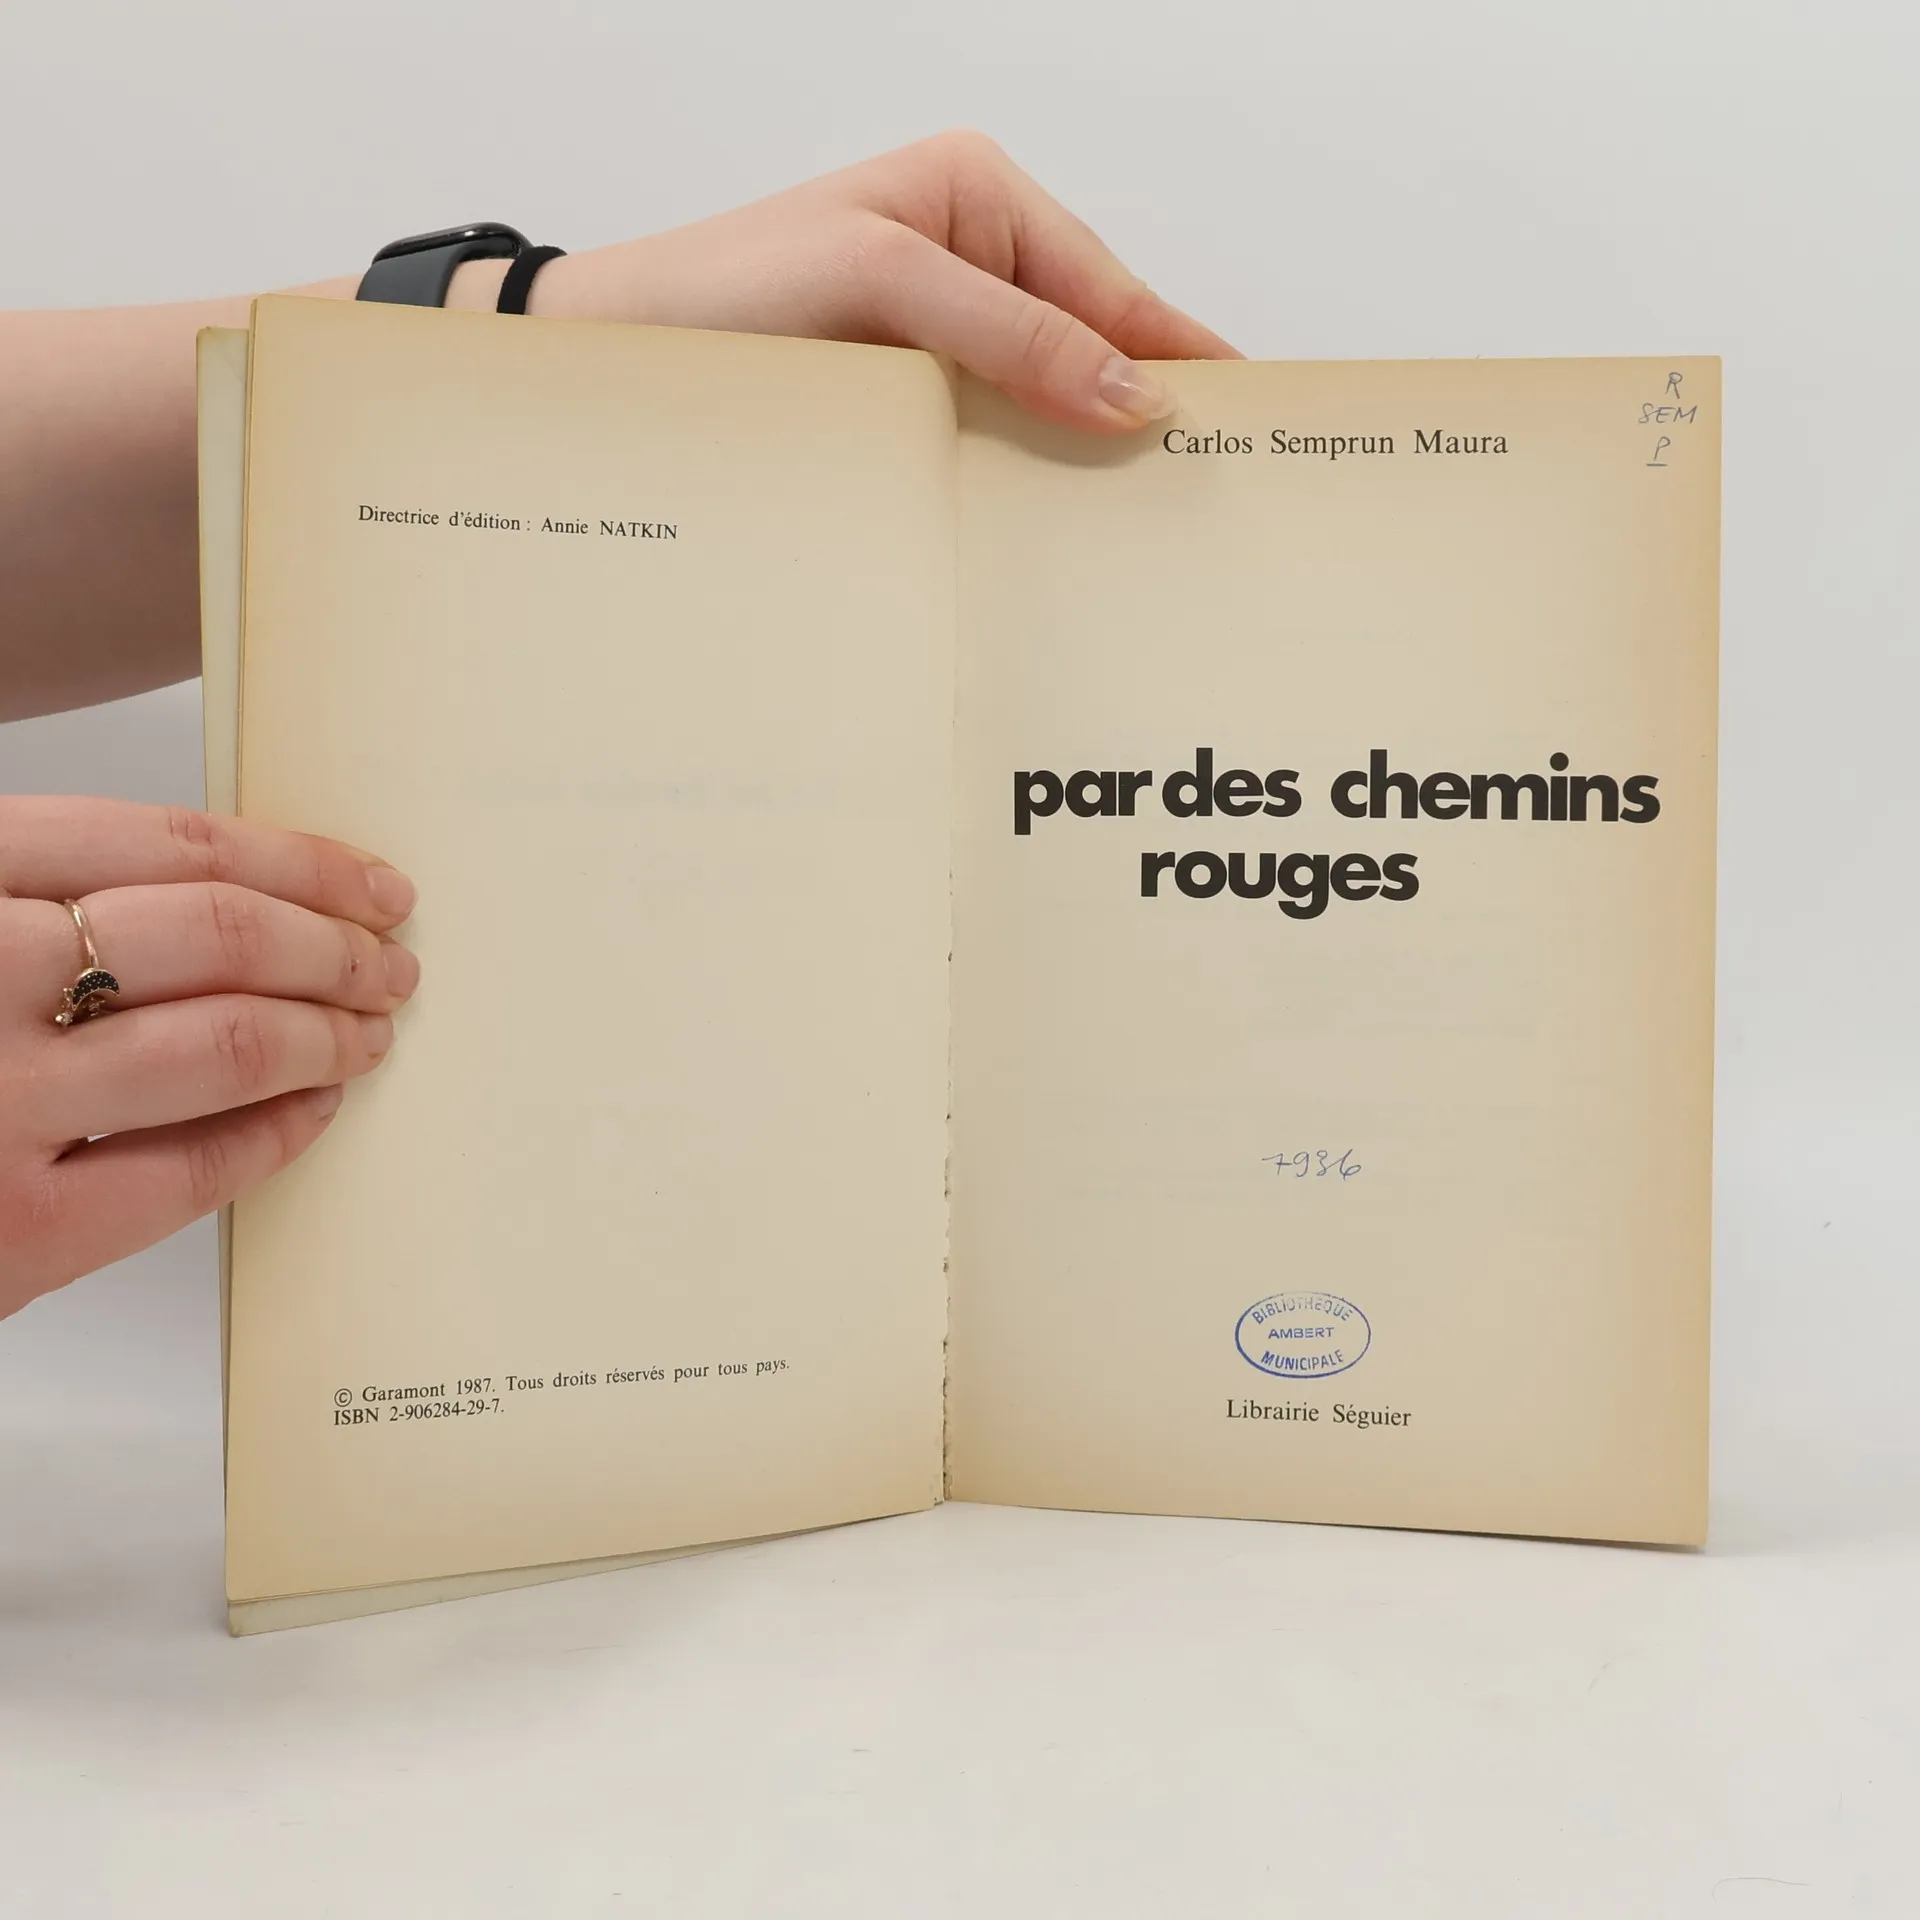 Directrice d'édition : Annie NATKIN
© Garamont 1987. Tous droits réservés pour tous pays.
ISBN 2-906284-29-7.
R
SEM
P
Carlos Semprun Maura
par des chemins
rouges
7936
BIBLIOTHEQUE
AMBERT
MUNICIPALE
Librairie Séguier